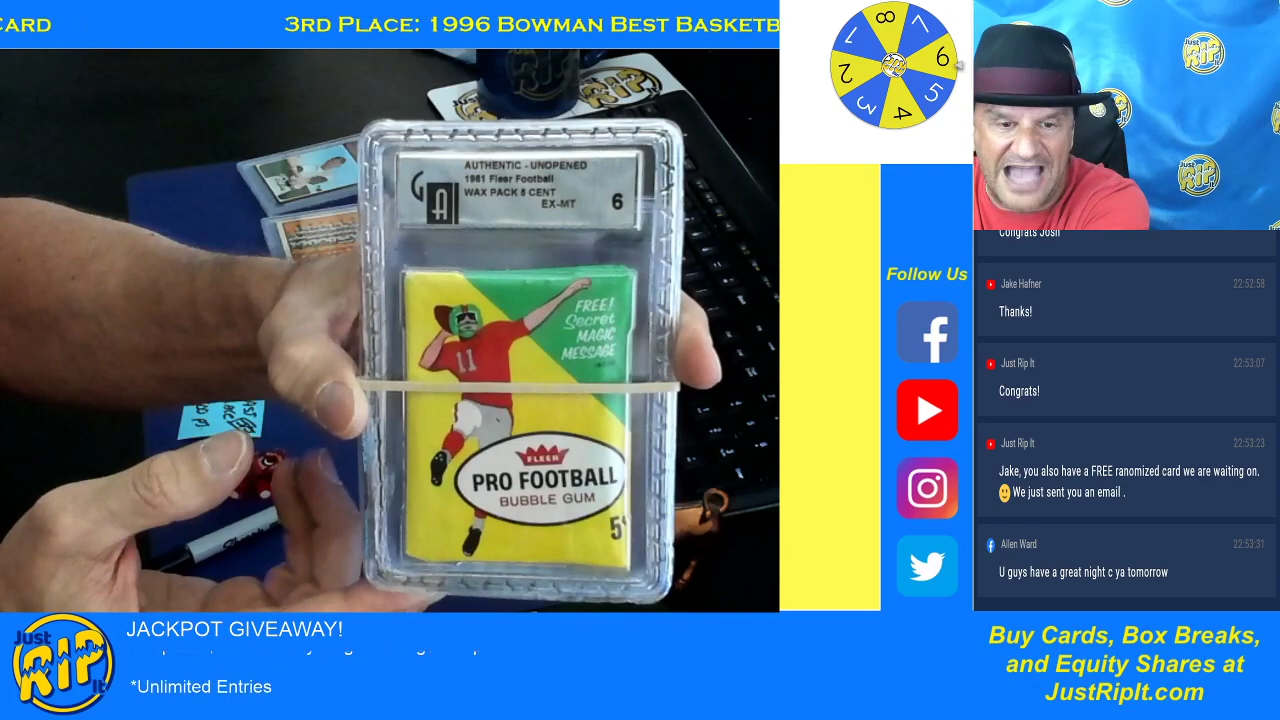 CARD
3RD PLACE: 1996 BOWMAN BEST BASKETB
8
7
6
5
4
3
2
1
AUTHENTIC - UNOPENED
1961 Fleer Football
WAX PACK 5 CENT
EX-MT
6
GAI
FREE!
Secret
MAGIC
MESSAGE
11
FLEER
PRO FOOTBALL
BUBBLE GUM
5¢
RIP
Just
RIP
It
Follow Us
Congrats Josh
Jake Hafner
22:52:58
Thanks!
Just Rip It
22:53:07
Congrats!
Just Rip It
22:53:23
Jake, you also have a FREE ranomized card we are waiting on.
We just sent you an email .
Allen Ward
22:53:31
U guys have a great night c ya tomorrow
Just
RIP
It
JACKPOT GIVEAWAY!
*Unlimited Entries
Buy Cards, Box Breaks,
and Equity Shares at
JustRipIt.com